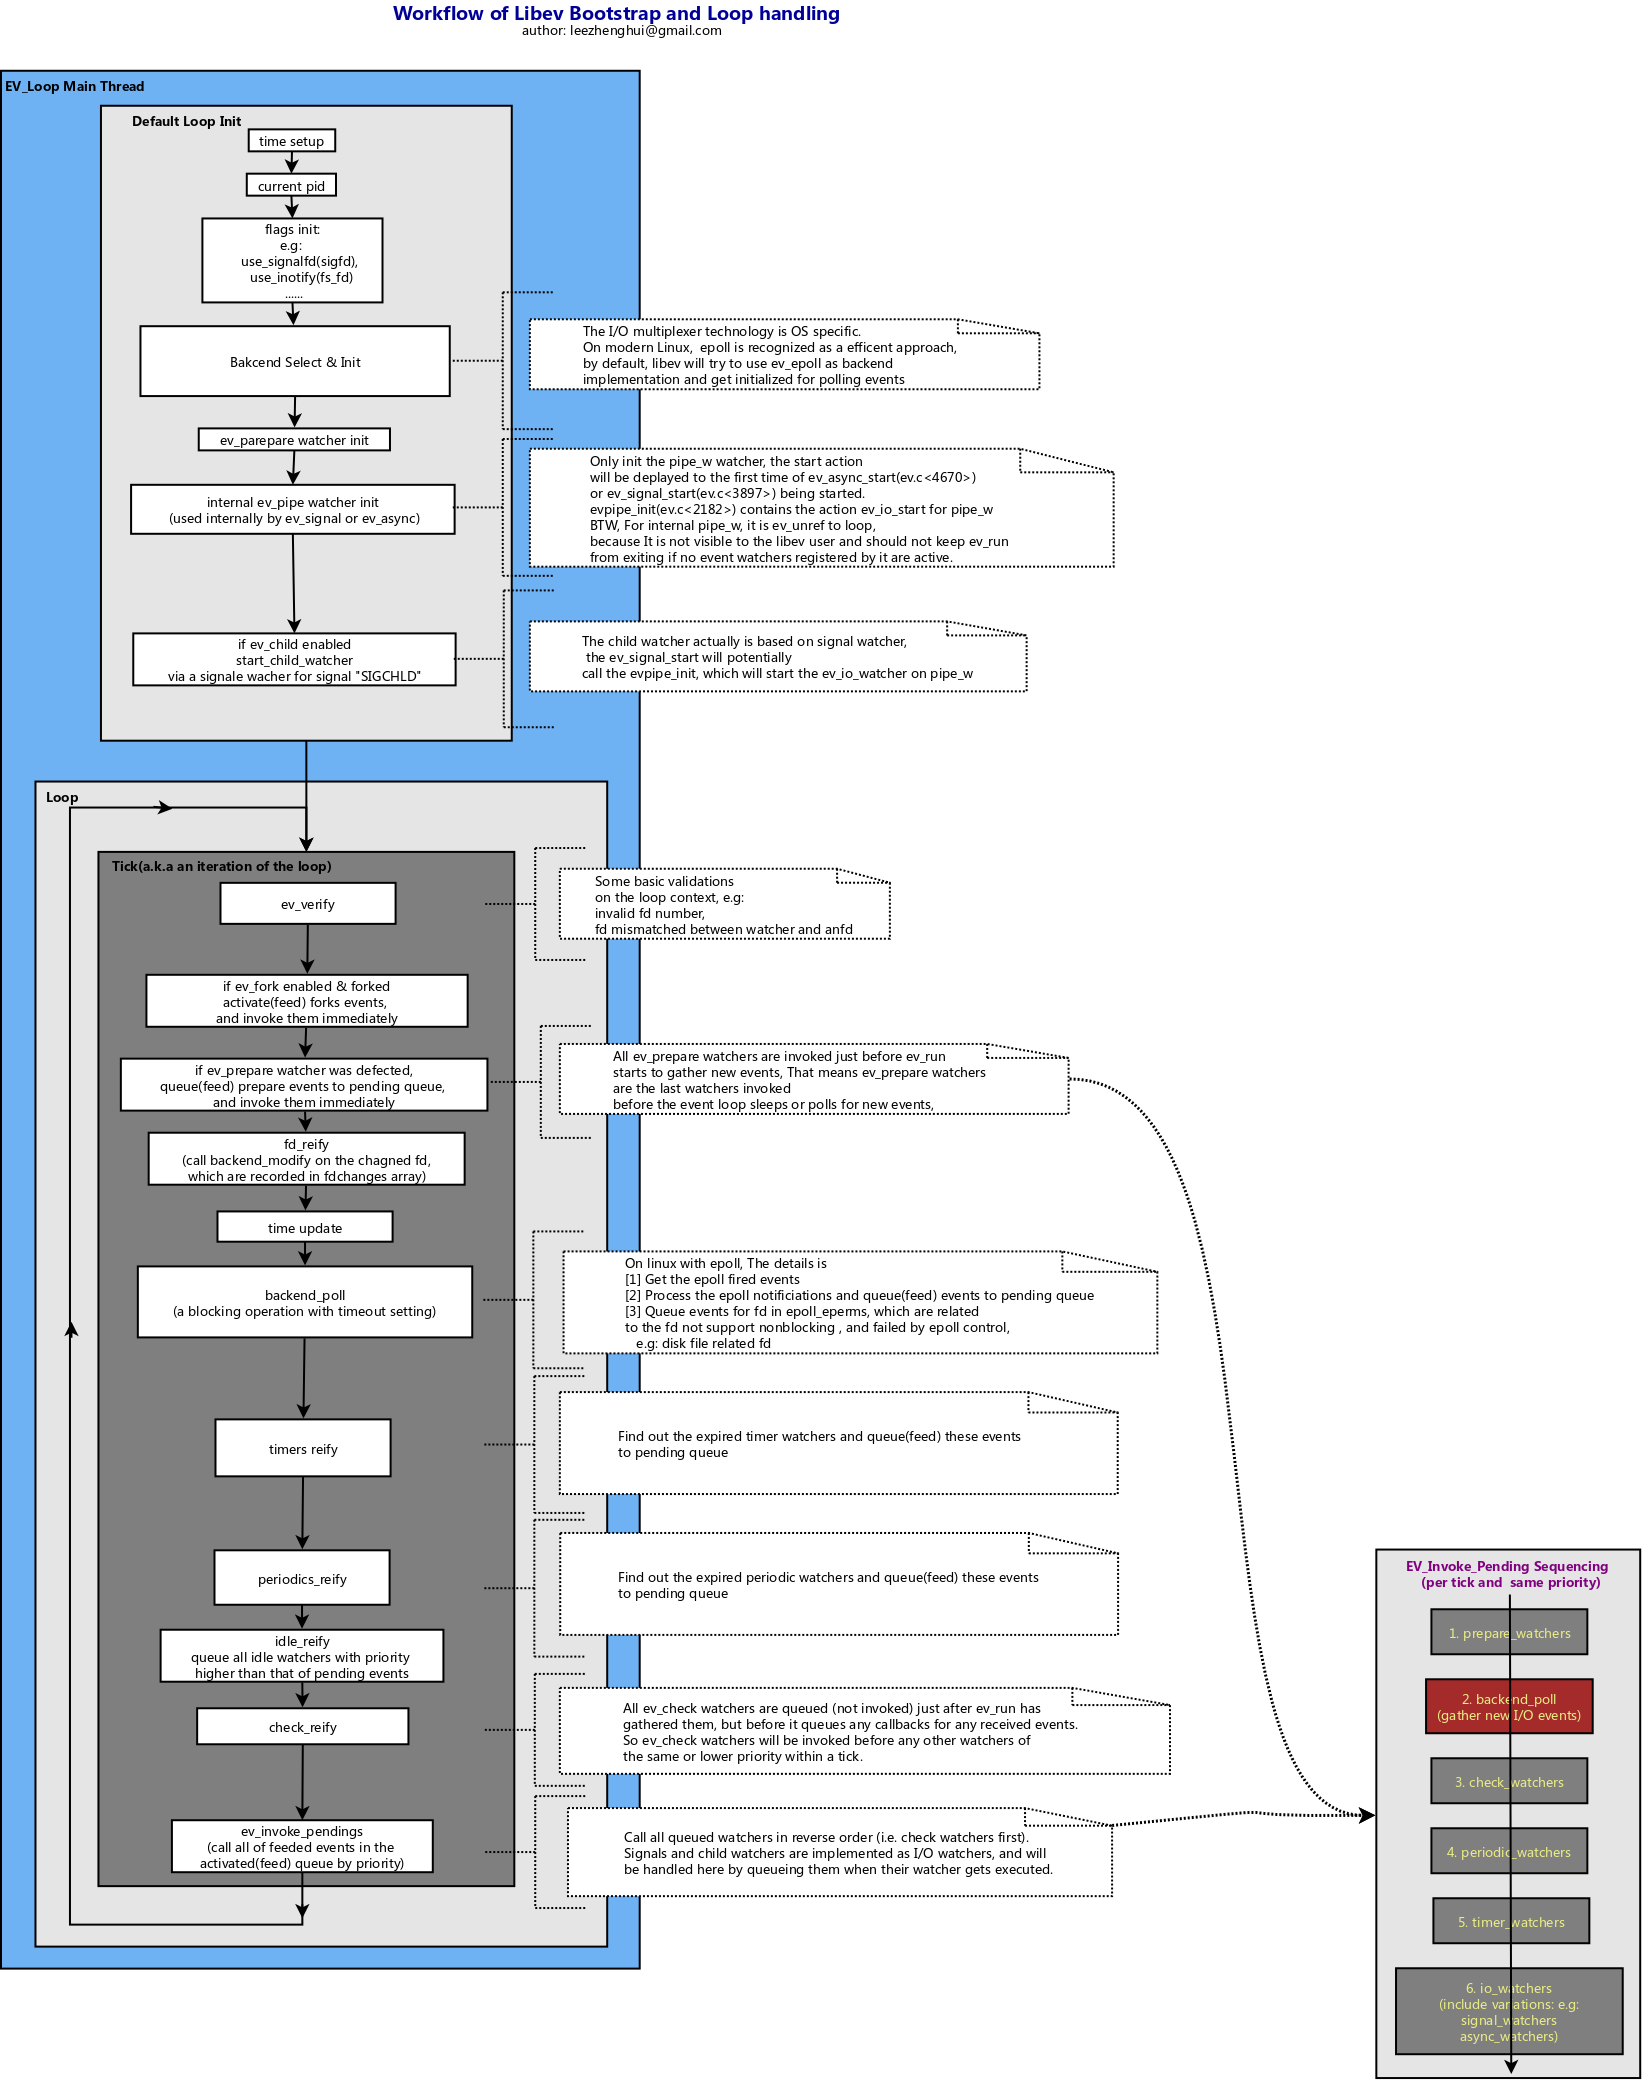 Workflow of Libev Bootstrap and Loop handling
author: leezhenghui@gmail.com
EV_Loop Main Thread
Default Loop Init
time setup
current pid
flags init:
e.g:
use_signalfd(sigfd),
use_inotify(fs_fd)
......
Bakcend Select & Init
The I/O multiplexer technology is OS specific.
On modern Linux,  epoll is recognized as a efficent approach,
by default, libev will try to use ev_epoll as backend
implementation and get initialized for polling events
ev_parepare watcher init
internal ev_pipe watcher init
(used internally by ev_signal or ev_async)
Only init the pipe_w watcher, the start action
will be deplayed to the first time of ev_async_start(ev.c<4670>)
or ev_signal_start(ev.c<3897>) being started.
evpipe_init(ev.c<2182>) contains the action ev_io_start for pipe_w
BTW, For internal pipe_w, it is ev_unref to loop,
because It is not visible to the libev user and should not keep ev_run
from exiting if no event watchers registered by it are active.
if ev_child enabled
start_child_watcher
via a signale wacher for signal "SIGCHLD"
The child watcher actually is based on signal watcher,
the ev_signal_start will potentially
call the evpipe_init, which will start the ev_io_watcher on pipe_w
Loop
Tick(a.k.a an iteration of the loop)
ev_verify
Some basic validations
on the loop context, e.g:
invalid fd number,
fd mismatched between watcher and anfd
if ev_fork enabled & forked
activate(feed) forks events,
and invoke them immediately
if ev_prepare watcher was defected,
queue(feed) prepare events to pending queue,
and invoke them immediately
All ev_prepare watchers are invoked just before ev_run
starts to gather new events, That means ev_prepare watchers
are the last watchers invoked
before the event loop sleeps or polls for new events,
fd_reify
(call backend_modify on the chagned fd,
which are recorded in fdchanges array)
time update
backend_poll
(a blocking operation with timeout setting)
On linux with epoll, The details is
[1] Get the epoll fired events
[2] Process the epoll notificiations and queue(feed) events to pending queue
[3] Queue events for fd in epoll_eperms, which are related
to the fd not support nonblocking , and failed by epoll control,
e.g: disk file related fd
timers reify
Find out the expired timer watchers and queue(feed) these events
to pending queue
periodics_reify
Find out the expired periodic watchers and queue(feed) these events
to pending queue
idle_reify
queue all idle watchers with priority
higher than that of pending events
check_reify
All ev_check watchers are queued (not invoked) just after ev_run has
gathered them, but before it queues any callbacks for any received events.
So ev_check watchers will be invoked before any other watchers of
the same or lower priority within a tick.
ev_invoke_pendings
(call all of feeded events in the
activated(feed) queue by priority)
Call all queued watchers in reverse order (i.e. check watchers first).
Signals and child watchers are implemented as I/O watchers, and will
be handled here by queueing them when their watcher gets executed.
EV_Invoke_Pending Sequencing
(per tick and  same priority)
1. prepare_watchers
2. backend_poll
(gather new I/O events)
3. check_watchers
4. periodic_watchers
5. timer_watchers
6. io_watchers
(include variations: e.g:
signal_watchers
async_watchers)